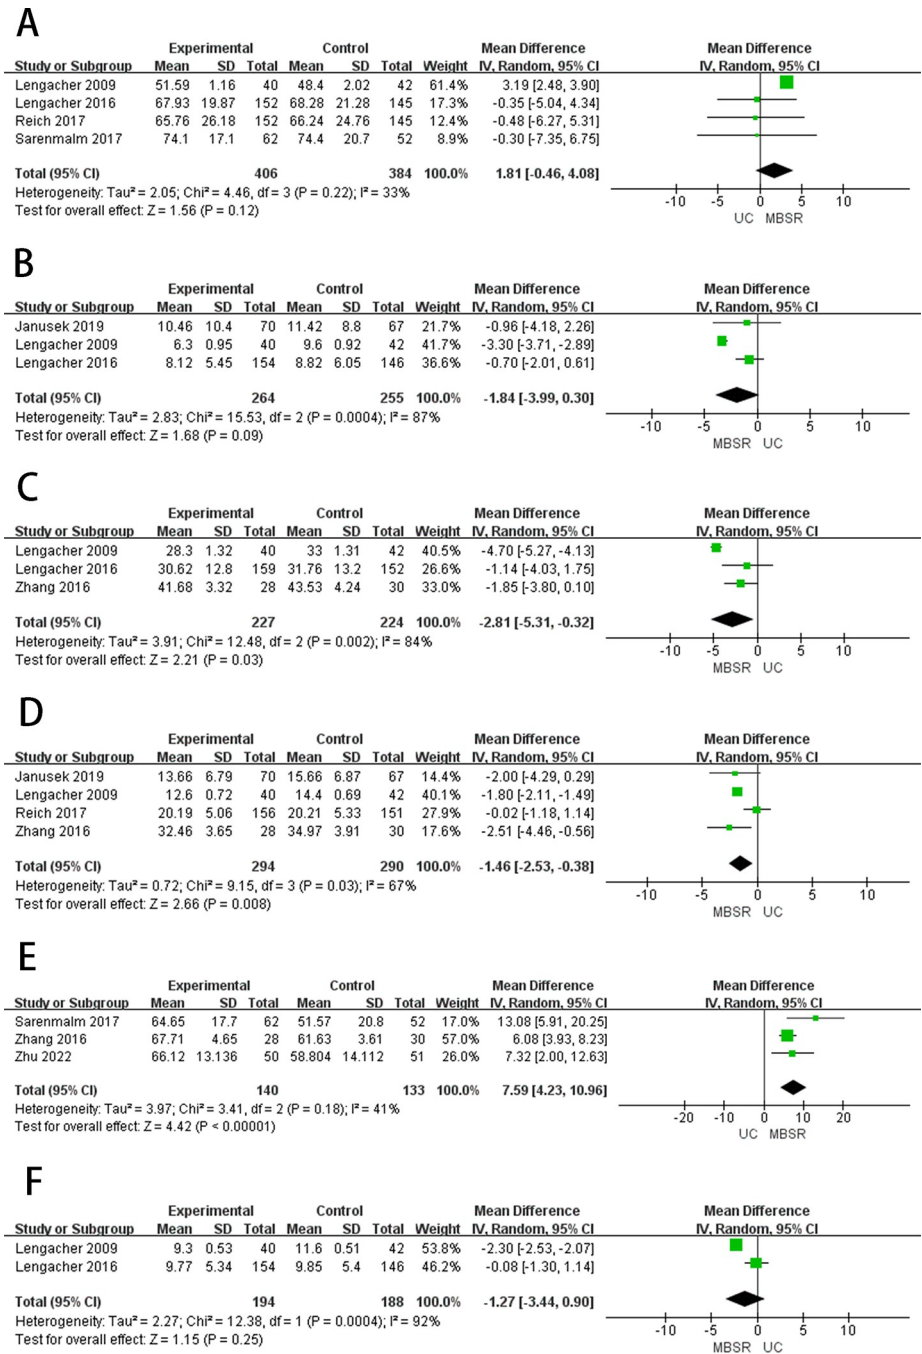 A
Experimental Control Mean Difference Mean Difference
Study or Subgroup Mean SD Total Mean SD Total Weight IV, Random, 95% CI IV, Random, 95% CI
Lengacher 2009 51.59 1.16 40 48.4 2.02 42 61.4% 3.19 [2.48, 3.90]
Lengacher 2016 67.93 19.87 152 68.28 21.28 145 17.3% -0.35 [-5.04, 4.34]
Reich 2017 65.76 26.18 152 66.24 24.76 145 12.4% -0.48 [-6.27, 5.31]
Sarenmalm 2017 74.1 17.1 62 74.4 20.7 52 8.9% -0.30 [-7.35, 6.75]
Total (95% CI) 406 384 100.0% 1.81 [-0.46, 4.08]
Heterogeneity: Tau² = 2.05; Chi² = 4.46, df = 3 (P = 0.22); I² = 33%
Test for overall effect: Z = 1.56 (P = 0.12)
-10 -5 0 5 10
UC MBSR
B
Experimental Control Mean Difference Mean Difference
Study or Subgroup Mean SD Total Mean SD Total Weight IV, Random, 95% CI IV, Random, 95% CI
Janusek 2019 10.46 10.4 70 11.42 8.8 67 21.7% -0.96 [-4.18, 2.26]
Lengacher 2009 6.3 0.95 40 9.6 0.92 42 41.7% -3.30 [-3.71, -2.89]
Lengacher 2016 8.12 5.45 154 8.82 6.05 146 36.6% -0.70 [-2.01, 0.61]
Total (95% CI) 264 255 100.0% -1.84 [-3.99, 0.30]
Heterogeneity: Tau² = 2.83; Chi² = 15.53, df = 2 (P = 0.0004); I² = 87%
Test for overall effect: Z = 1.68 (P = 0.09)
-10 -5 0 5 10
MBSR UC
C
Experimental Control Mean Difference Mean Difference
Study or Subgroup Mean SD Total Mean SD Total Weight IV, Random, 95% CI IV, Random, 95% CI
Lengacher 2009 28.3 1.32 40 33 1.31 42 40.5% -4.70 [-5.27, -4.13]
Lengacher 2016 30.62 12.8 159 31.76 13.2 152 26.6% -1.14 [-4.03, 1.75]
Zhang 2016 41.68 3.32 28 43.53 4.24 30 33.0% -1.85 [-3.80, 0.10]
Total (95% CI) 227 224 100.0% -2.81 [-5.31, -0.32]
Heterogeneity: Tau² = 3.91; Chi² = 12.48, df = 2 (P = 0.002); I² = 84%
Test for overall effect: Z = 2.21 (P = 0.03)
-10 -5 0 5 10
MBSR UC
D
Experimental Control Mean Difference Mean Difference
Study or Subgroup Mean SD Total Mean SD Total Weight IV, Random, 95% CI IV, Random, 95% CI
Janusek 2019 13.66 6.79 70 15.66 6.87 67 14.4% -2.00 [-4.29, 0.29]
Lengacher 2009 12.6 0.72 40 14.4 0.69 42 40.1% -1.80 [-2.11, -1.49]
Reich 2017 20.19 5.06 156 20.21 5.33 151 27.9% -0.02 [-1.18, 1.14]
Zhang 2016 32.46 3.65 28 34.97 3.91 30 17.6% -2.51 [-4.46, -0.56]
Total (95% CI) 294 290 100.0% -1.46 [-2.53, -0.38]
Heterogeneity: Tau² = 0.72; Chi² = 9.15, df = 3 (P = 0.03); I² = 67%
Test for overall effect: Z = 2.66 (P = 0.008)
-10 -5 0 5 10
MBSR UC
E
Experimental Control Mean Difference Mean Difference
Study or Subgroup Mean SD Total Mean SD Total Weight IV, Random, 95% CI IV, Random, 95% CI
Sarenmalm 2017 64.65 17.7 62 51.57 20.8 52 17.0% 13.08 [5.91, 20.25]
Zhang 2016 67.71 4.65 28 61.63 3.61 30 57.0% 6.08 [3.93, 8.23]
Zhu 2022 66.12 13.136 50 58.804 14.112 51 26.0% 7.32 [2.00, 12.63]
Total (95% CI) 140 133 100.0% 7.59 [4.23, 10.96]
Heterogeneity: Tau² = 3.97; Chi² = 3.41, df = 2 (P = 0.18); I² = 41%
Test for overall effect: Z = 4.42 (P < 0.00001)
-20 -10 0 10 20
UC MBSR
F
Experimental Control Mean Difference Mean Difference
Study or Subgroup Mean SD Total Mean SD Total Weight IV, Random, 95% CI IV, Random, 95% CI
Lengacher 2009 9.3 0.53 40 11.6 0.51 42 53.8% -2.30 [-2.53, -2.07]
Lengacher 2016 9.77 5.34 154 9.85 5.4 146 46.2% -0.08 [-1.30, 1.14]
Total (95% CI) 194 188 100.0% -1.27 [-3.44, 0.90]
Heterogeneity: Tau² = 2.27; Chi² = 12.38, df = 1 (P = 0.0004); I² = 92%
Test for overall effect: Z = 1.15 (P = 0.25)
-10 -5 0 5 10
MBSR UC